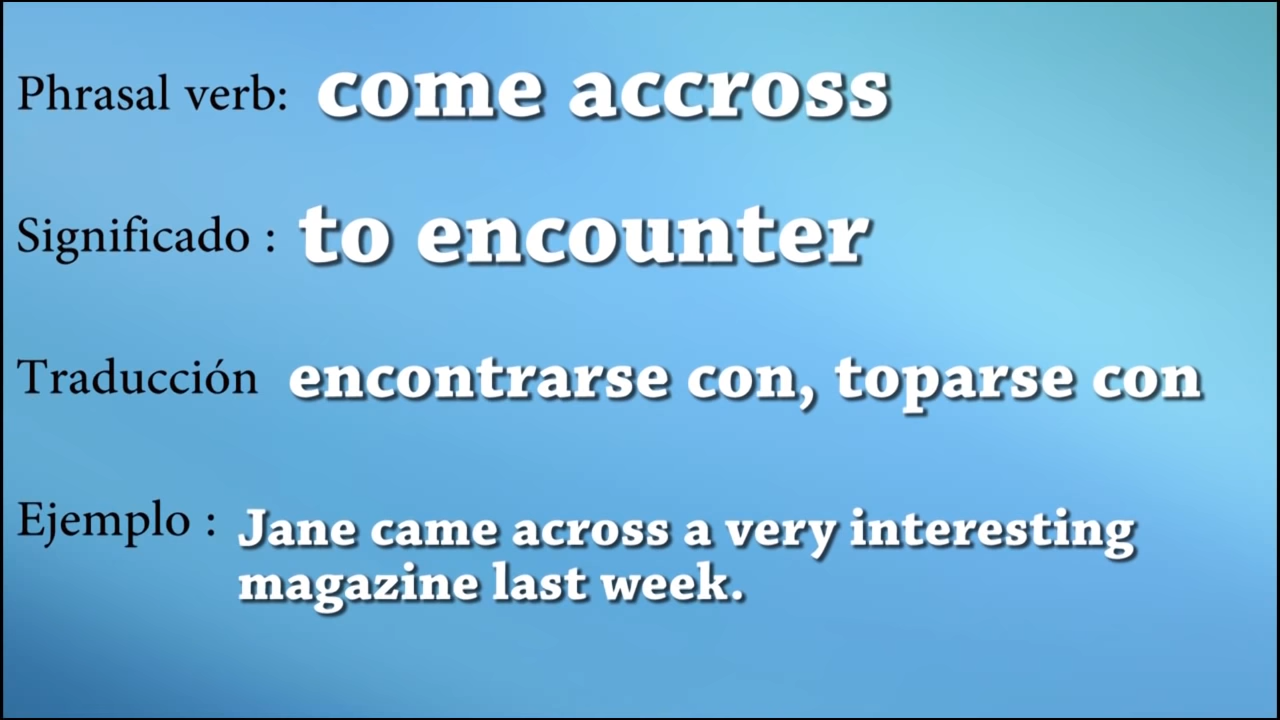 Phrasal verb: come accross
Significado : to encounter
Traducción encontrarse con, toparse con
Ejemplo : Jane came across a very interesting
magazine last week.